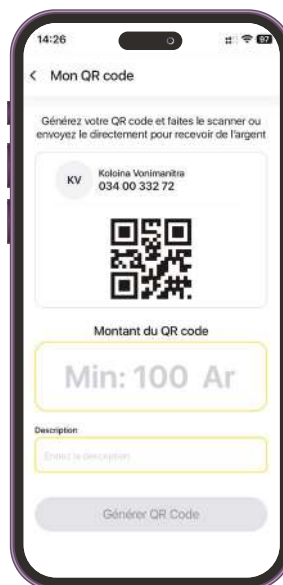 14:26
97
Mon QR code
Générez votre QR code et faites le scanner ou
envoyez le directement pour recevoir de l'argent
KV
Koloina Vonimanitra
034 00 332 72
Montant du QR code
Min: 100 Ar
Description
Entrez la description
Générer QR Code